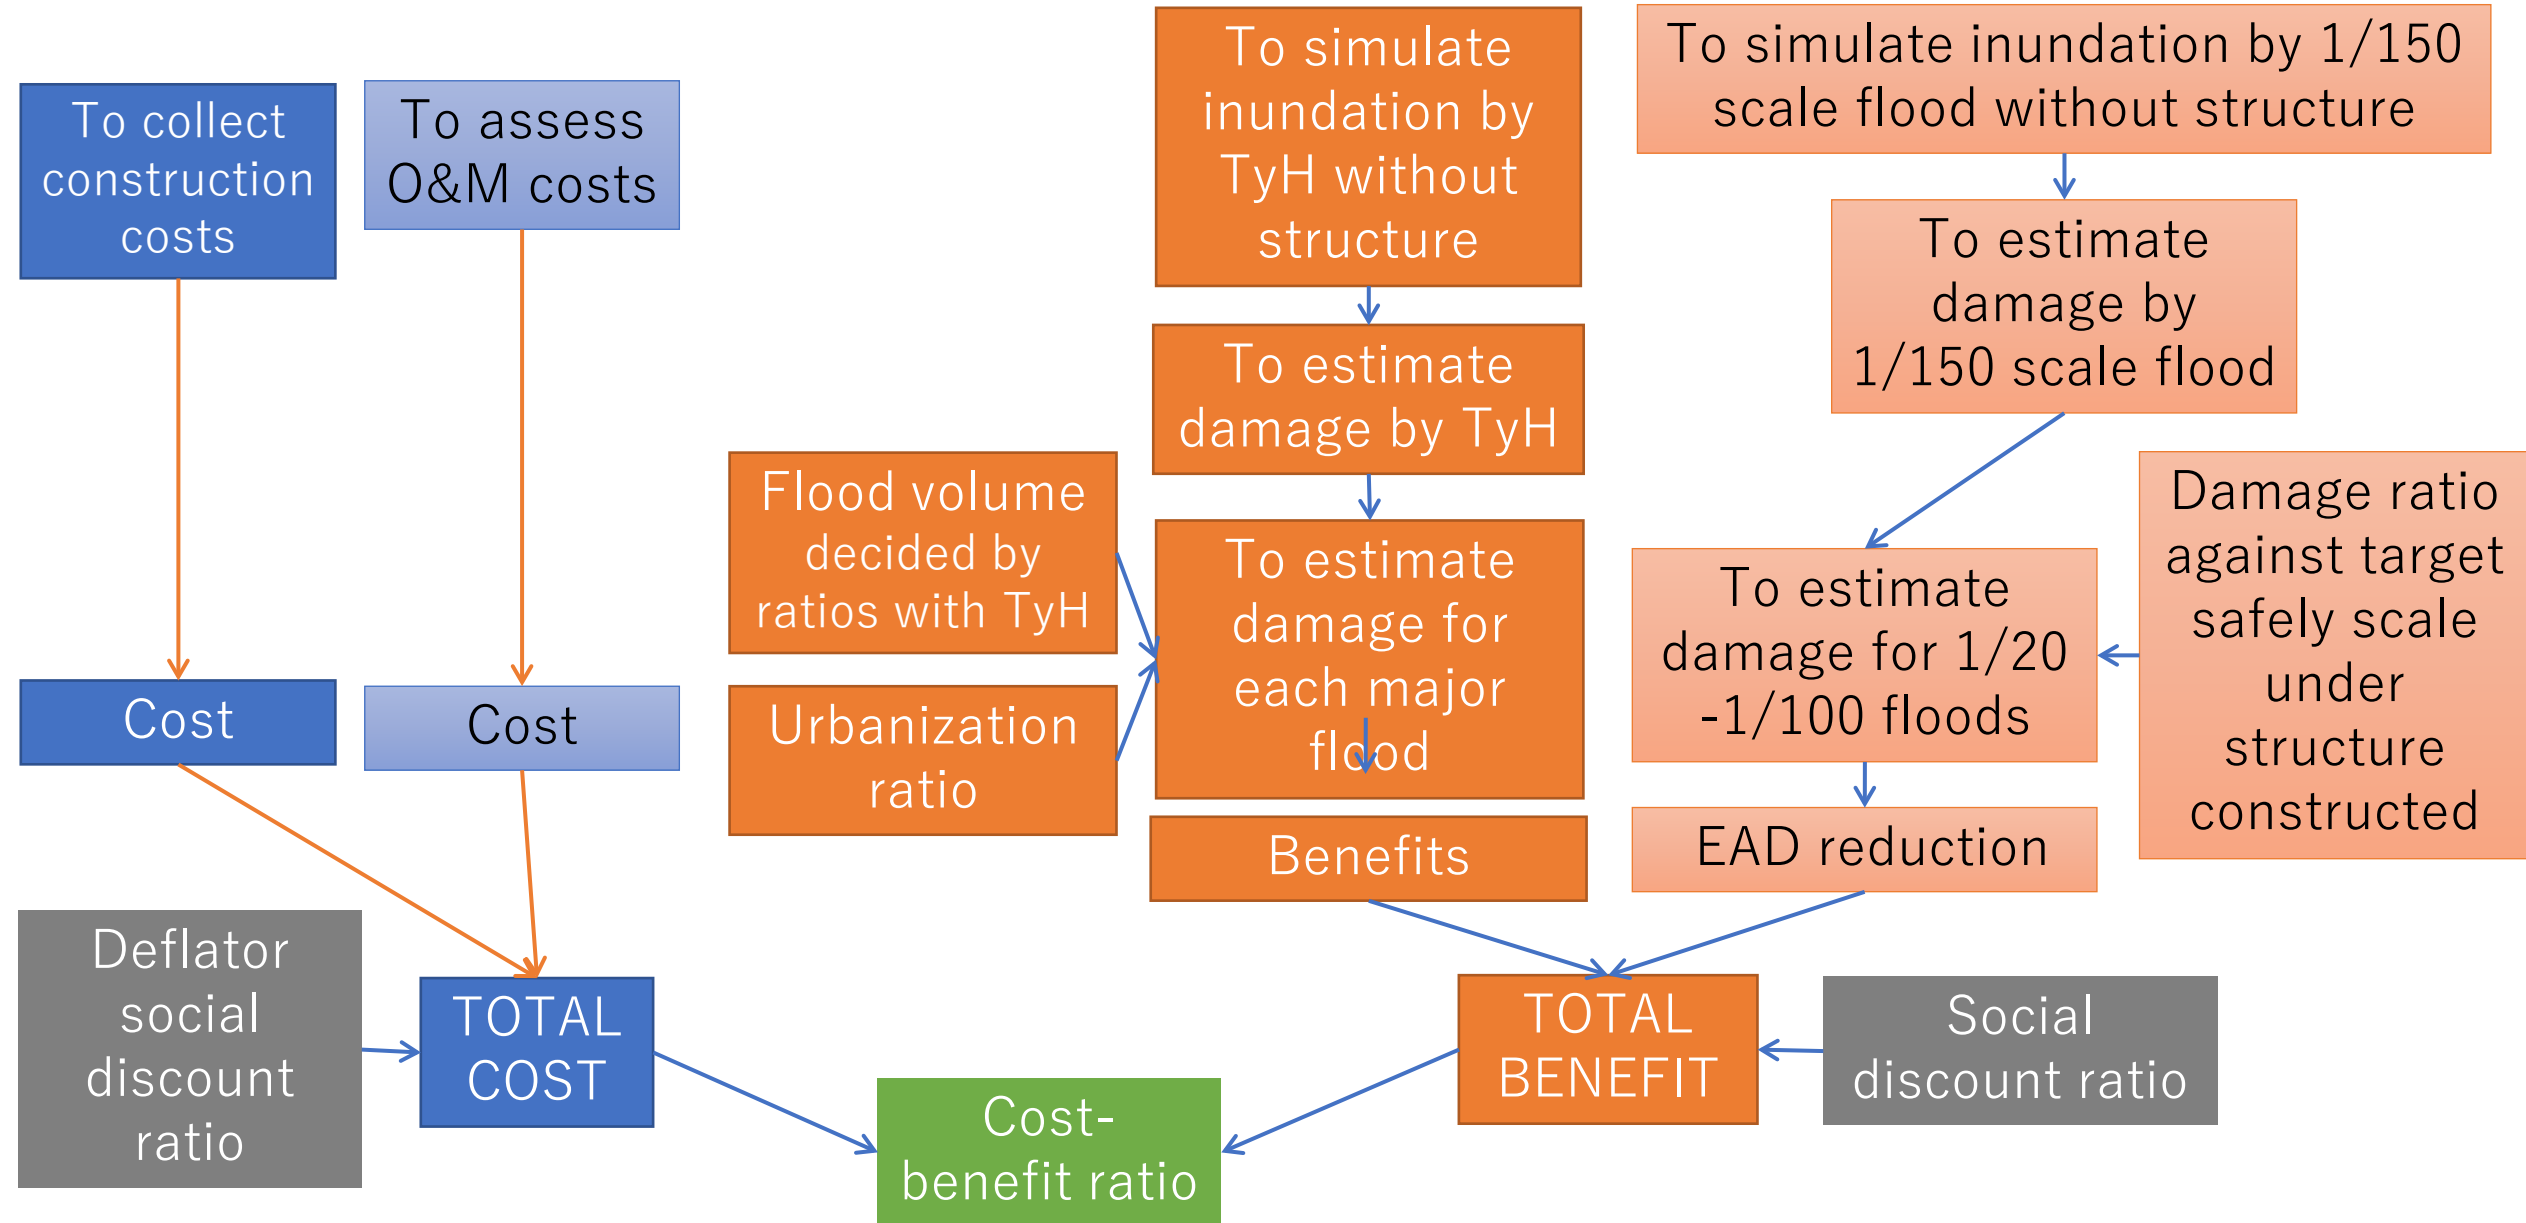 To collect
construction
costs
To assess
O&M costs
To simulate
inundation by
TyH without
structure
To simulate inundation by 1/150
scale flood without structure
To estimate
damage by
1/150 scale flood
To estimate
damage by TyH
Flood volume
decided by
ratios with TyH
To estimate
damage for
each major
flood
Damage ratio
against target
safely scale
under
structure
constructed
To estimate
damage for 1/20
-1/100 floods
Cost
Cost
Urbanization
ratio
Benefits
EAD reduction
Deflator
social
discount
ratio
TOTAL
COST
TOTAL
BENEFIT
Social
discount ratio
Cost-
benefit ratio